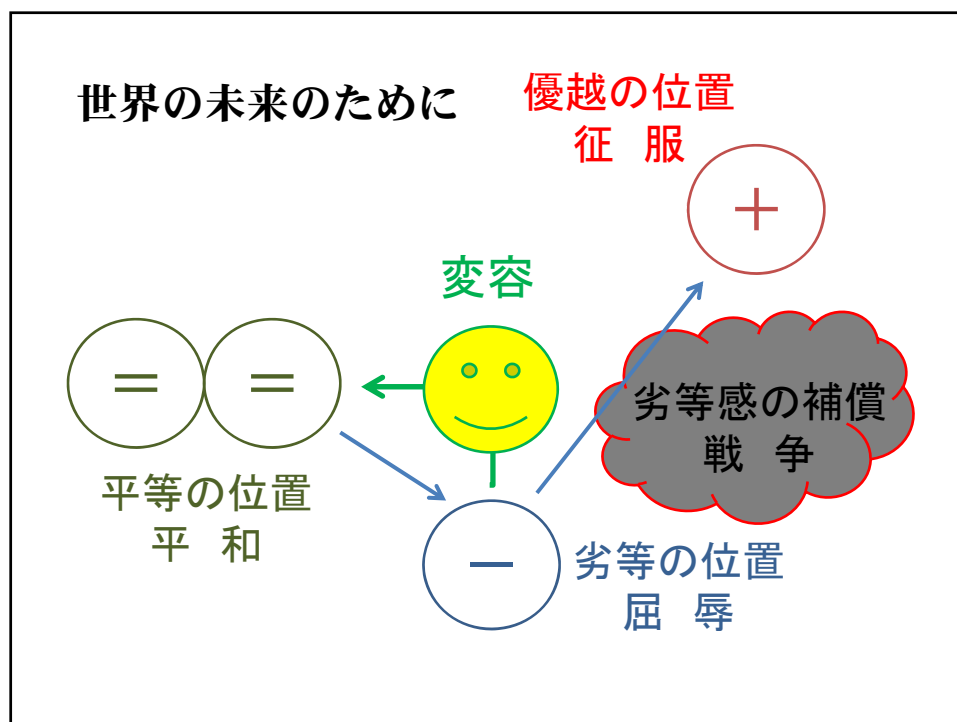 世界の未来のために
優越の位置
征 服
＋
変容
＝ ＝
劣等感の補償
戦 争
平等の位置
平 和
－
劣等の位置
屈 辱